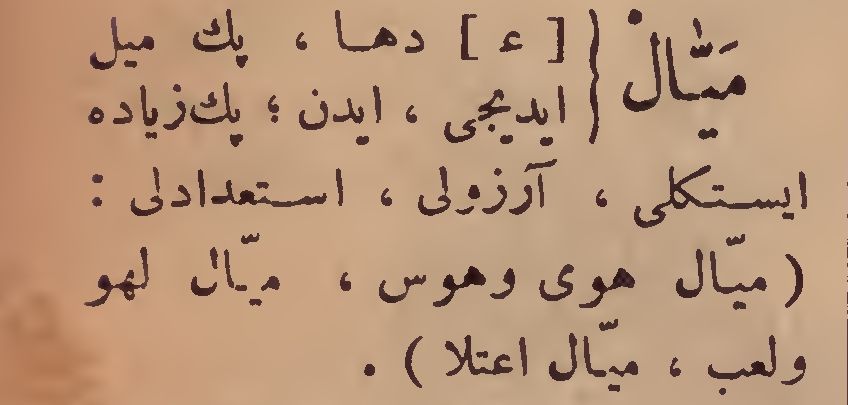 مَيّال { [ ء ] دها ، پك ميل
ايديجى ، ايدن ؛ پك‌زياده
ايستكلى ، آرزولى ، استعدادلى :
( ميّال هوى وهوس ، ميّال لهو
ولعب ، ميّال اعتلا ) .